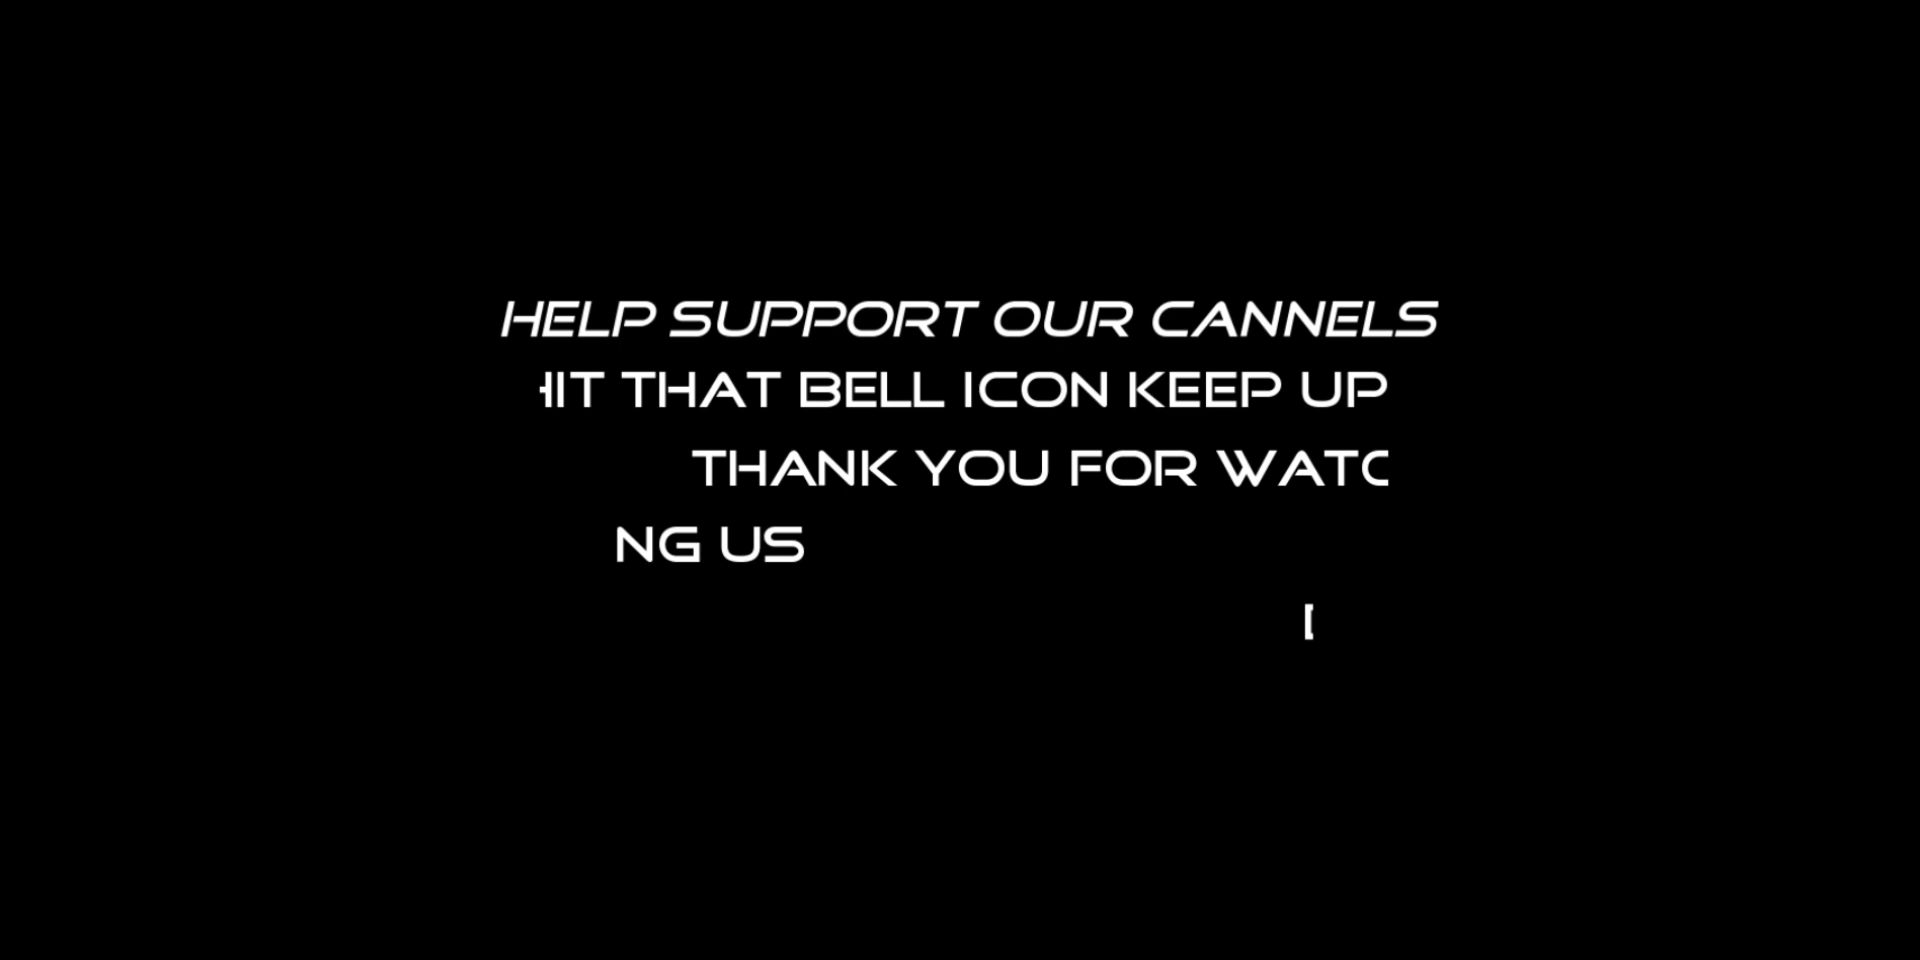 HELP SUPPORT OUR CANNELS
HIT THAT BELL ICON KEEP UP
THANK YOU FOR WATC
NG US